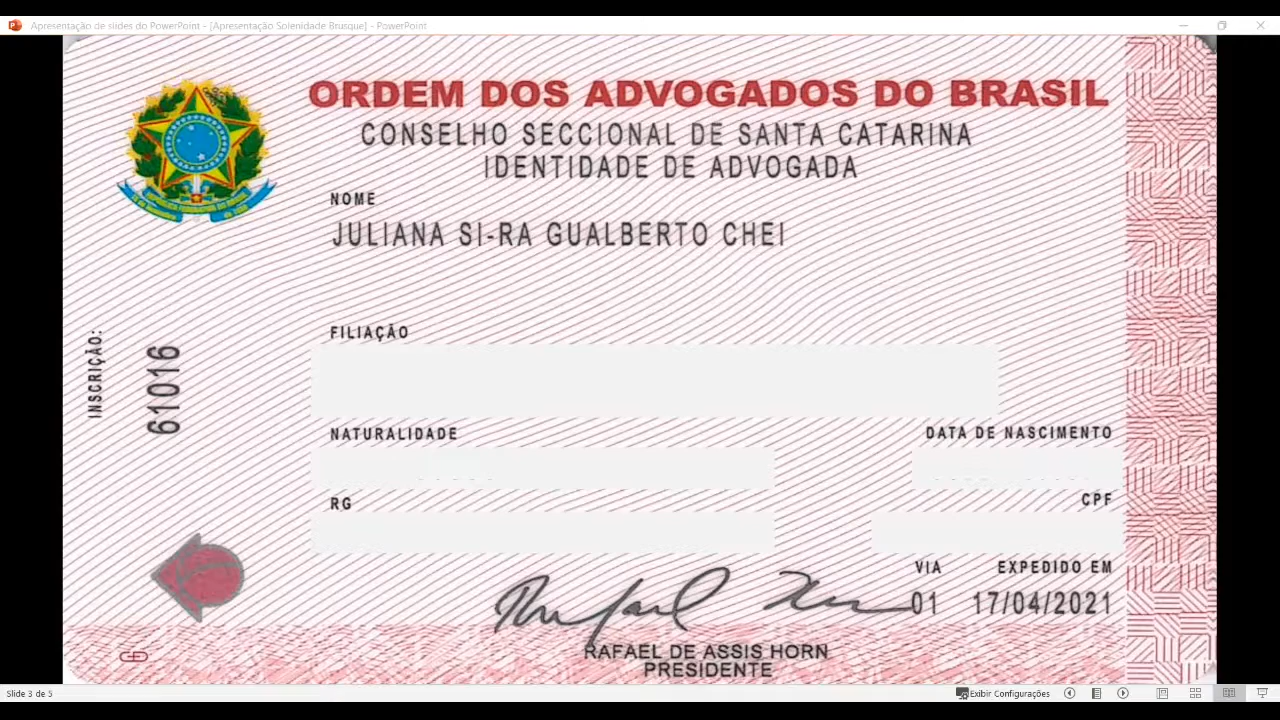 Apresentação de slides do PowerPoint - [Apresentação Solenidade Brusque] - PowerPoint
ORDEM DOS ADVOGADOS DO BRASIL
CONSELHO SECCIONAL DE SANTA CATARINA
IDENTIDADE DE ADVOGADA
NOME
JULIANA SI-RA GUALBERTO CHEI
FILIAÇÃO
INSCRIÇÃO:
61016
NATURALIDADE
DATA DE NASCIMENTO
RG
CPF
VIA
EXPEDIDO EM
01
17/04/2021
RAFAEL DE ASSIS HORN
PRESIDENTE
Slide 3 de 5
Exibir Configurações